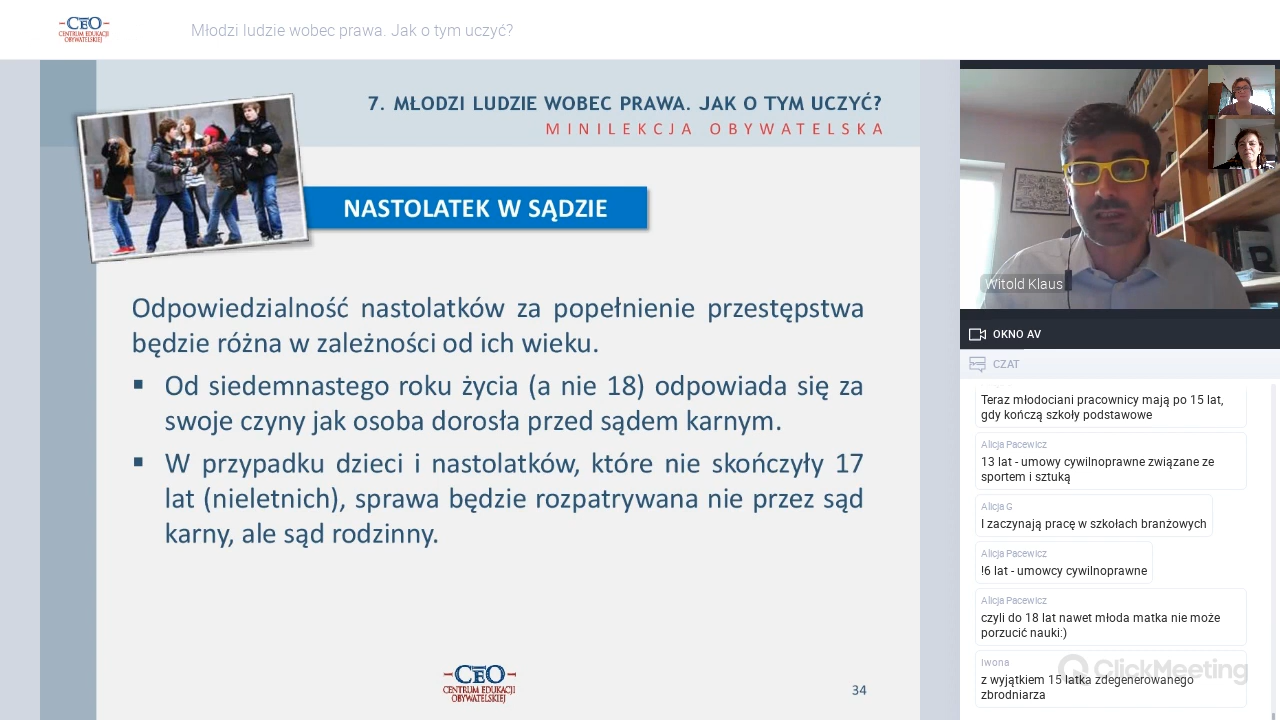 CEO
CENTRUM EDUKACJI
OBYWATELSKIEJ
Młodzi ludzie wobec prawa. Jak o tym uczyć?
7. MŁODZI LUDZIE WOBEC PRAWA. JAK O TYM UCZYĆ?
MINILEKCJA OBYWATELSKA
NASTOLATEK W SĄDZIE
Odpowiedzialność nastolatków za popełnienie przestępstwa
będzie różna w zależności od ich wieku.
▪ Od siedemnastego roku życia (a nie 18) odpowiada się za
swoje czyny jak osoba dorosła przed sądem karnym.
▪ W przypadku dzieci i nastolatków, które nie skończyły 17
lat (nieletnich), sprawa będzie rozpatrywana nie przez sąd
karny, ale sąd rodzinny.
CEO
CENTRUM EDUKACJI
OBYWATELSKIEJ
34
Witold Klaus
OKNO AV
CZAT
Teraz młodociani pracownicy mają po 15 lat,
gdy kończą szkoły podstawowe
Alicja Pacewicz
13 lat - umowy cywilnoprawne związane ze
sportem i sztuką
Alicja G
I zaczynają pracę w szkołach branżowych
Alicja Pacewicz
!6 lat - umowcy cywilnoprawne
Alicja Pacewicz
czyli do 18 lat nawet młoda matka nie może
porzucić nauki:)
Iwona
z wyjątkiem 15 latka zdegenerowanego
zbrodniarza
ClickMeeting